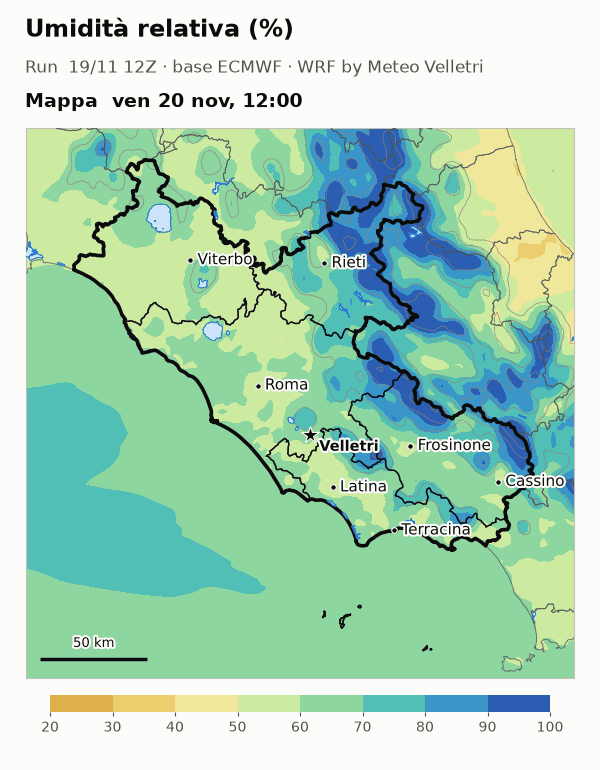 Umidità relativa (%)
Run  19/11 12Z · base ECMWF · WRF by Meteo Velletri
Mappa  ven 20 nov, 12:00
Viterbo
Rieti
Roma
Velletri
Frosinone
Cassino
Latina
Terracina
50 km
20 30 40 50 60 70 80 90 100